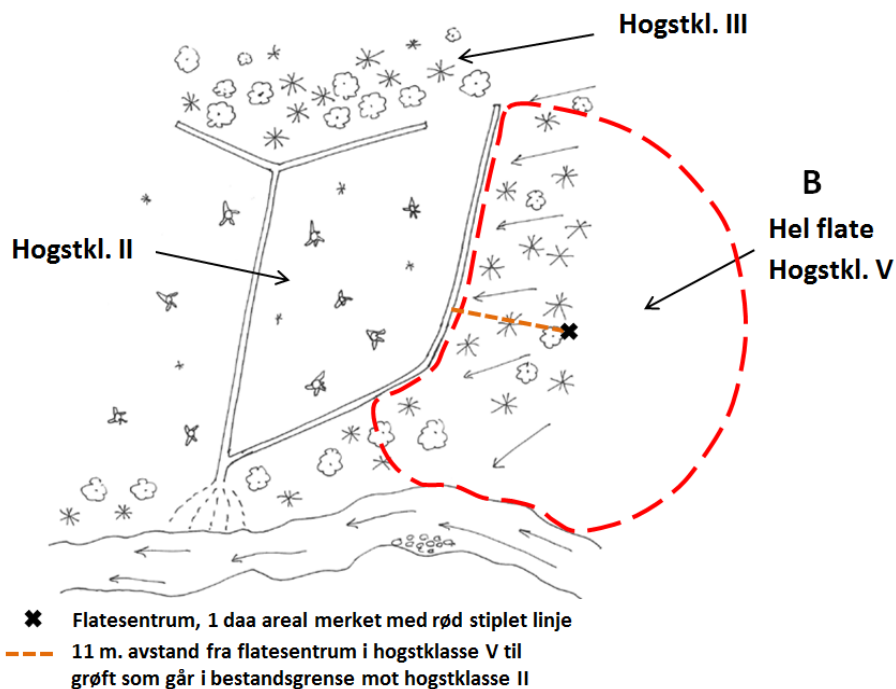 Hogstkl. III
B
Hel flate
Hogstkl. V
Hogstkl. II
Flatesentrum, 1 daa areal merket med rød stiplet linje
11 m. avstand fra flatesentrum i hogstklasse V til
grøft som går i bestandsgrense mot hogstklasse II